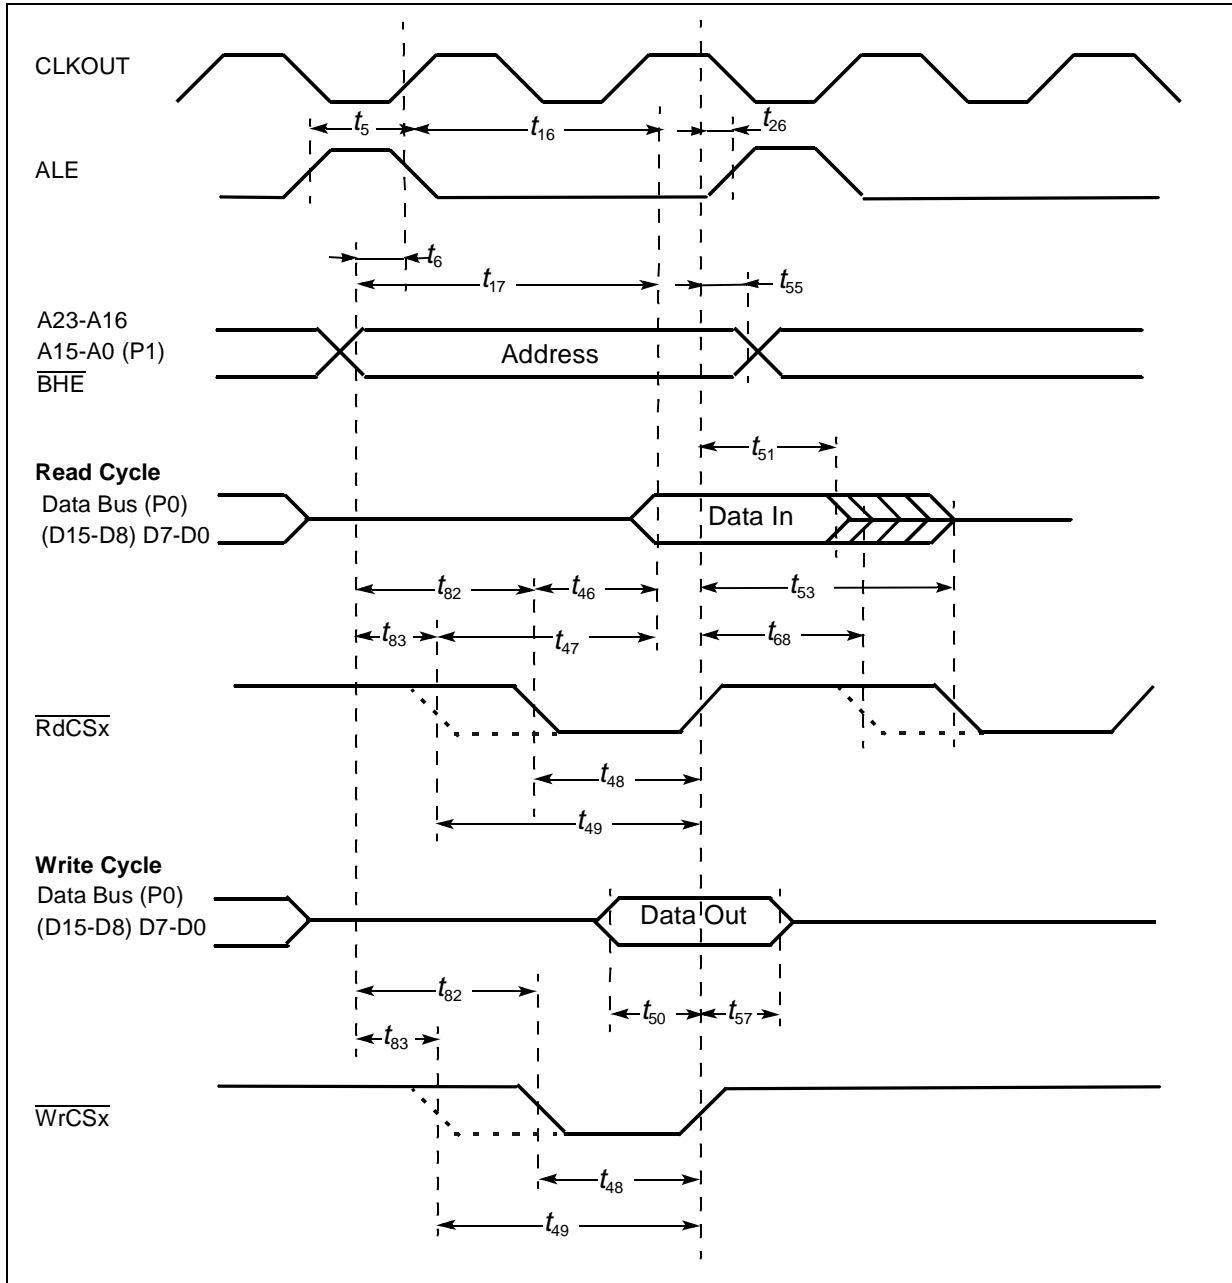 CLKOUT
t5
t16
t26
ALE
t6
t17
t55
A23-A16
A15-A0 (P1)
Address
BHE
t51
Read Cycle
Data Bus (P0)
Data In
(D15-D8) D7-D0
t82
t46
t53
t83
t47
t68
RdCSx
t48
t49
Write Cycle
Data Bus (P0)
Data Out
(D15-D8) D7-D0
t82
t50
t57
t83
WrCSx
t48
t49